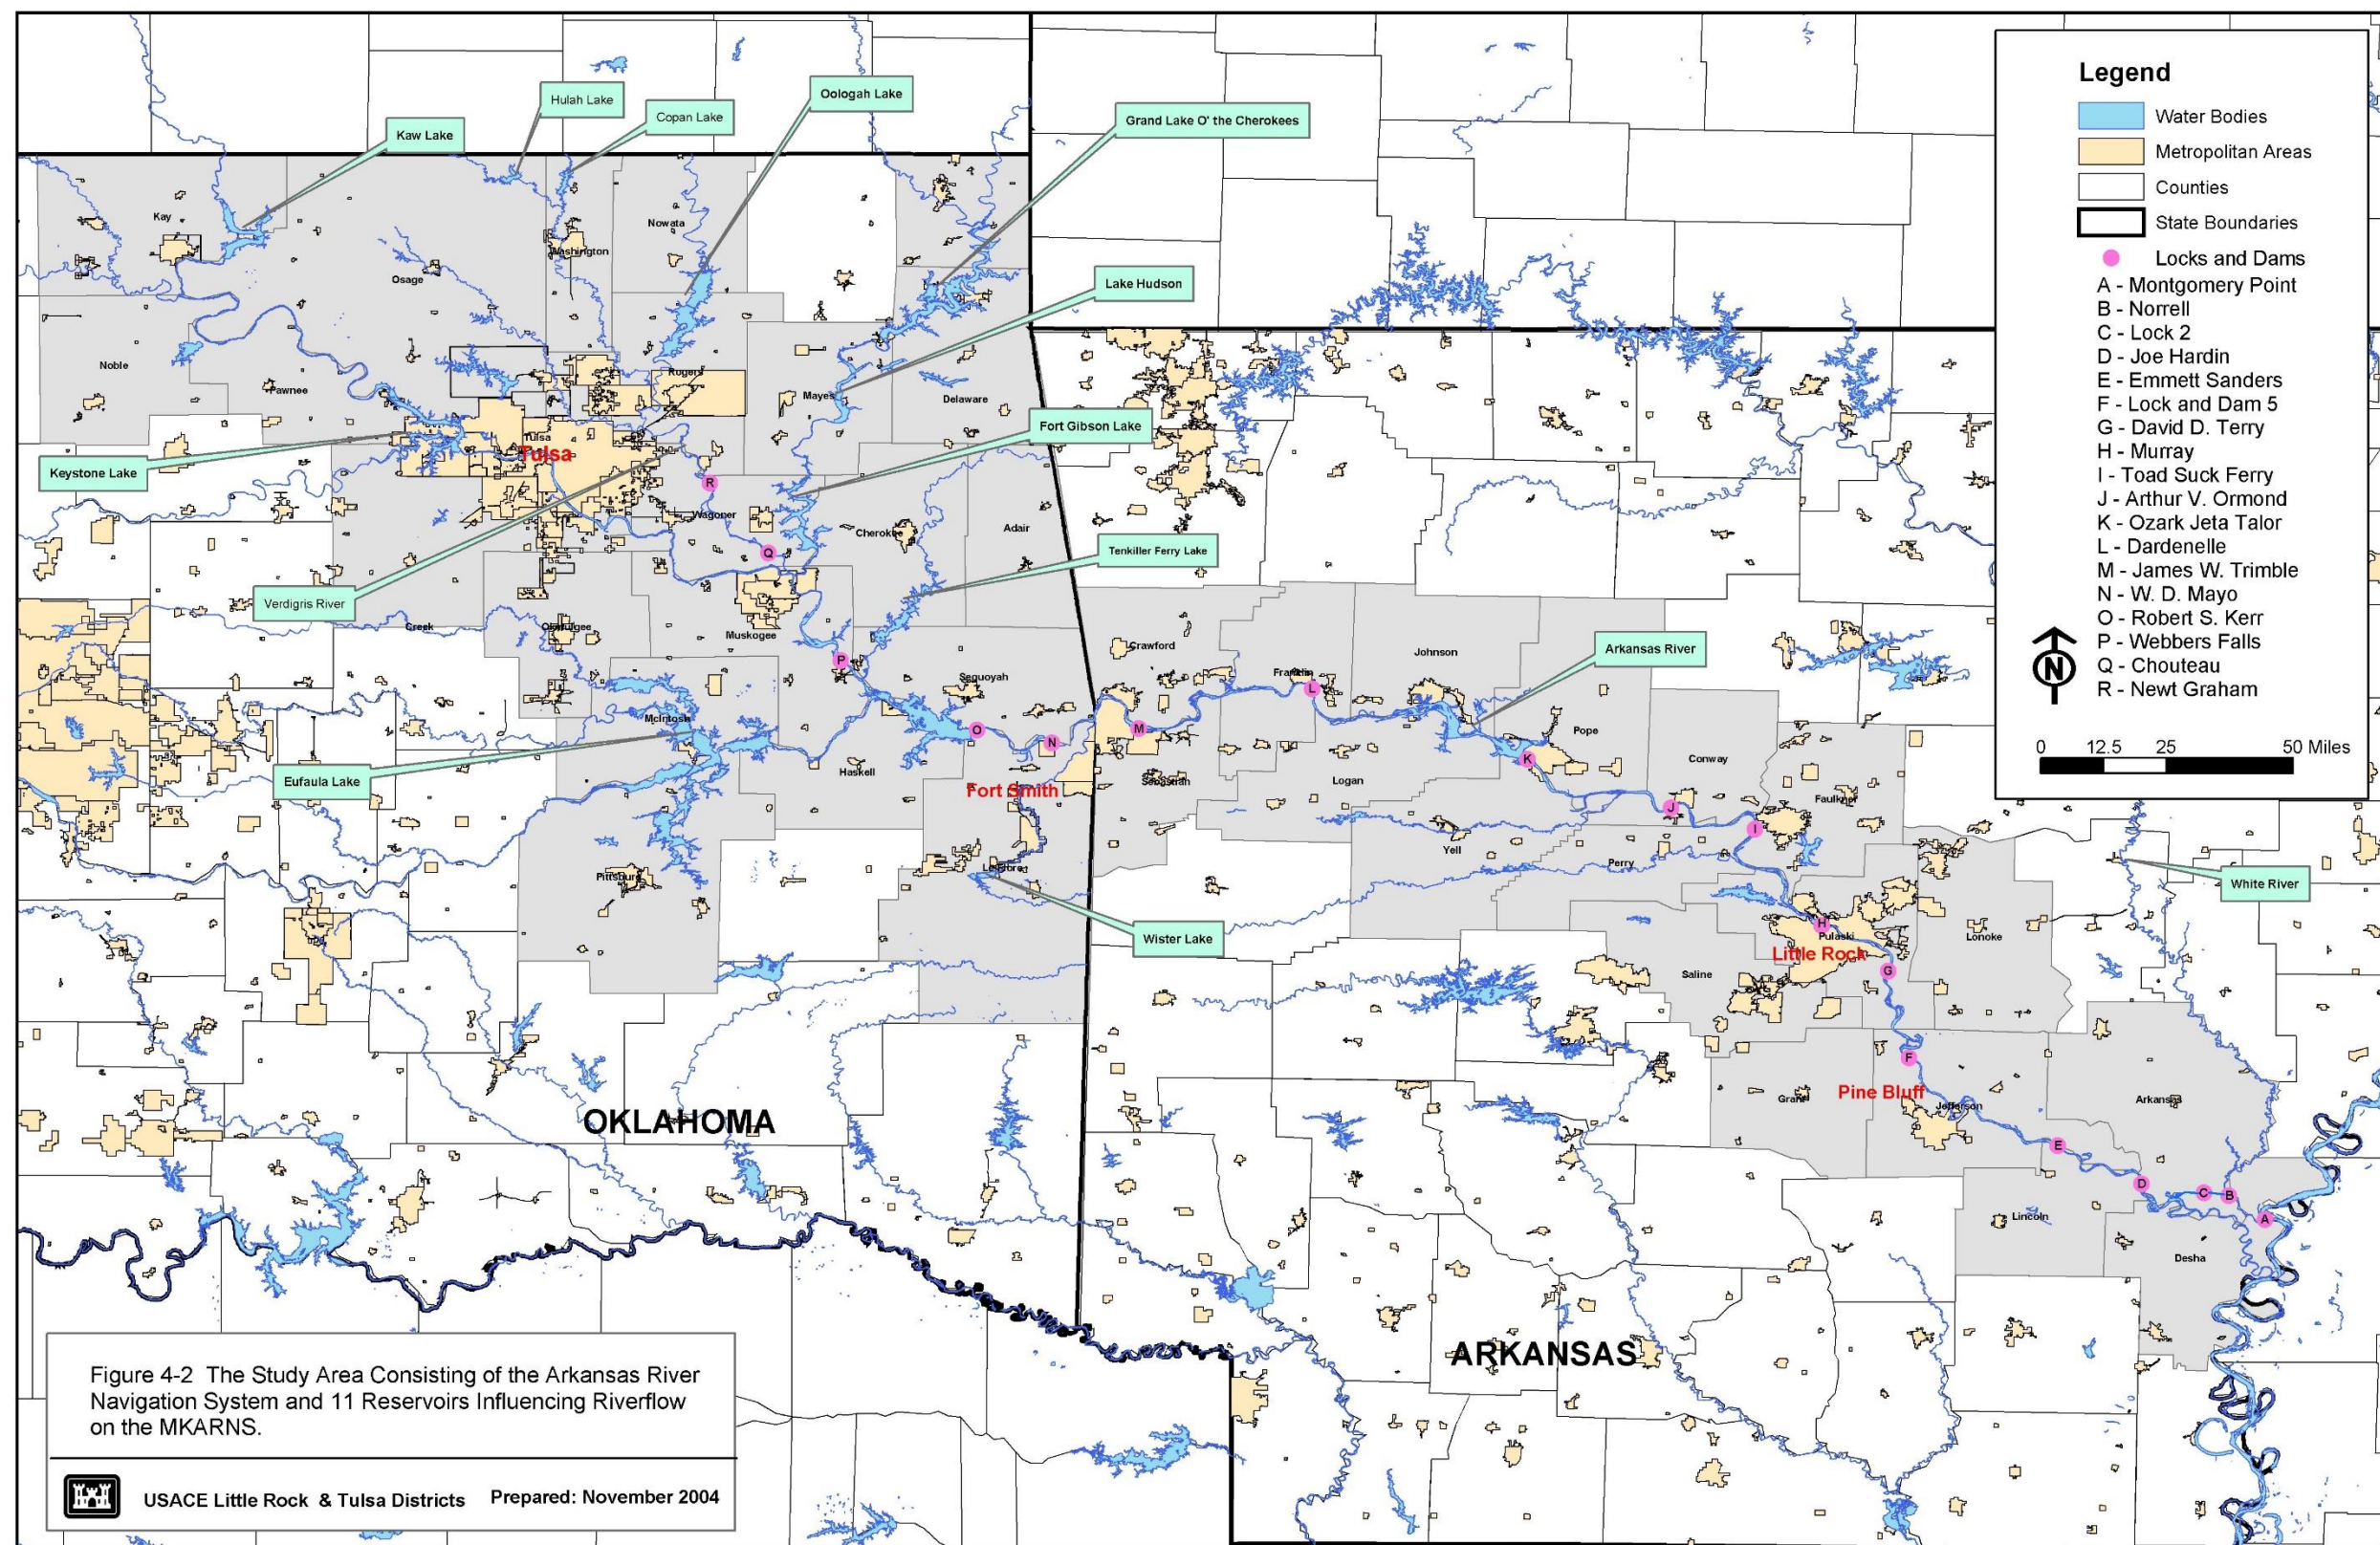 Hulah Lake
Oologah Lake
Copan Lake
Kaw Lake
Grand Lake O' the Cherokees
Kay
Nowata
Washington
Osage
Lake Hudson
Noble
Pawnee
Rogers
Mayes
Delaware
Fort Gibson Lake
Tulsa
Tulsa
Keystone Lake
R
Wagoner
Cherokee
Adair
Q
Tenkiller Ferry Lake
Verdigris River
Creek
Okmulgee
Muskogee
Crawford
Johnson
Arkansas River
P
Sequoyah
Franklin
L
McIntosh
O
N
M
Pope
K
Conway
Eufaula Lake
Haskell
Fort Smith
Sebastian
Logan
J
Faulkner
I
Yell
Perry
Pittsburg
LeFlore
White River
Wister Lake
H
Pulaski
Little Rock
Lonoke
G
Saline
F
Pine Bluff
Grant
Jefferson
Arkansas
OKLAHOMA
E
D
C
B
A
Lincoln
Desha
ARKANSAS
Legend
Water Bodies
Metropolitan Areas
Counties
State Boundaries
Locks and Dams
A - Montgomery Point
B - Norrell
C - Lock 2
D - Joe Hardin
E - Emmett Sanders
F - Lock and Dam 5
G - David D. Terry
H - Murray
I - Toad Suck Ferry
J - Arthur V. Ormond
K - Ozark Jeta Talor
L - Dardenelle
M - James W. Trimble
N - W. D. Mayo
O - Robert S. Kerr
P - Webbers Falls
Q - Chouteau
R - Newt Graham
N
0 12.5 25 50 Miles
Figure 4-2 The Study Area Consisting of the Arkansas River
Navigation System and 11 Reservoirs Influencing Riverflow
on the MKARNS.
USACE Little Rock & Tulsa Districts Prepared: November 2004